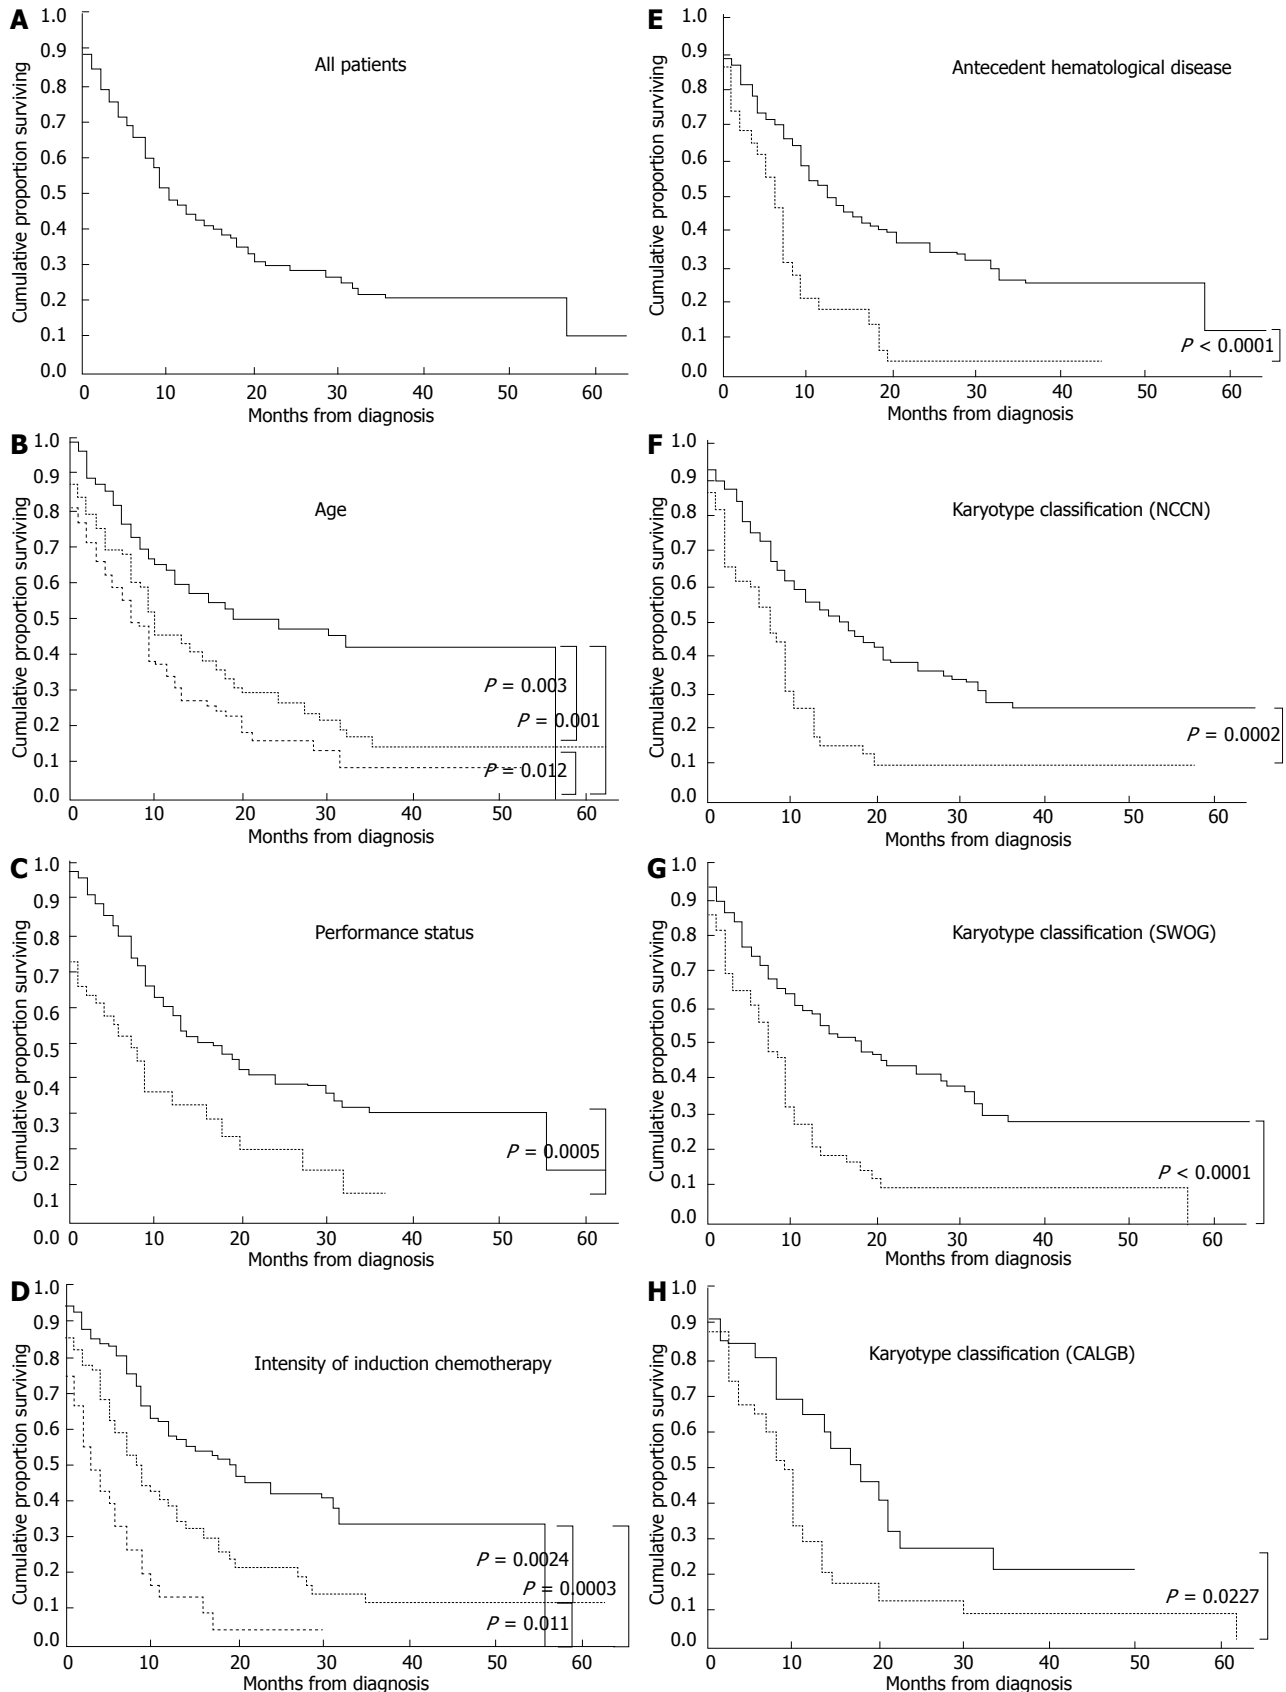 A
All patients
Cumulative proportion surviving
1.0
0.9
0.8
0.7
0.6
0.5
0.4
0.3
0.2
0.1
0.0
0 10 20 30 40 50 60
Months from diagnosis
B
Age
Cumulative proportion surviving
1.0
0.9
0.8
0.7
0.6
0.5
0.4
0.3
0.2
0.1
0.0
P = 0.003
P = 0.001
P = 0.012
10 20 30 40 50 60
Months from diagnosis
C
Performance status
Cumulative proportion surviving
1.0
0.9
0.8
0.7
0.6
0.5
0.4
0.3
0.2
0.1
0.0
P = 0.0005
10 20 30 40 50 60
Months from diagnosis
D
Intensity of induction chemotherapy
Cumulative proportion surviving
1.0
0.9
0.8
0.7
0.6
0.5
0.4
0.3
0.2
0.1
0.0
P = 0.0024
P = 0.0003
P = 0.011
0 10 20 30 40 50 60
Months from diagnosis
E
Antecedent hematological disease
Cumulative proportion surviving
1.0
0.9
0.8
0.7
0.6
0.5
0.4
0.3
0.2
0.1
0.0
P < 0.0001
0 10 20 30 40 50 60
Months from diagnosis
F
Karyotype classification (NCCN)
Cumulative proportion surviving
1.0
0.9
0.8
0.7
0.6
0.5
0.4
0.3
0.2
0.1
0.0
P = 0.0002
0 10 20 30 40 50 60
Months from diagnosis
G
Karyotype classification (SWOG)
Cumulative proportion surviving
1.0
0.9
0.8
0.7
0.6
0.5
0.4
0.3
0.2
0.1
0.0
P < 0.0001
0 10 20 30 40 50 60
Months from diagnosis
H
Karyotype classification (CALGB)
Cumulative proportion surviving
1.0
0.9
0.8
0.7
0.6
0.5
0.4
0.3
0.2
0.1
0.0
P = 0.0227
0 10 20 30 40 50 60
Months from diagnosis